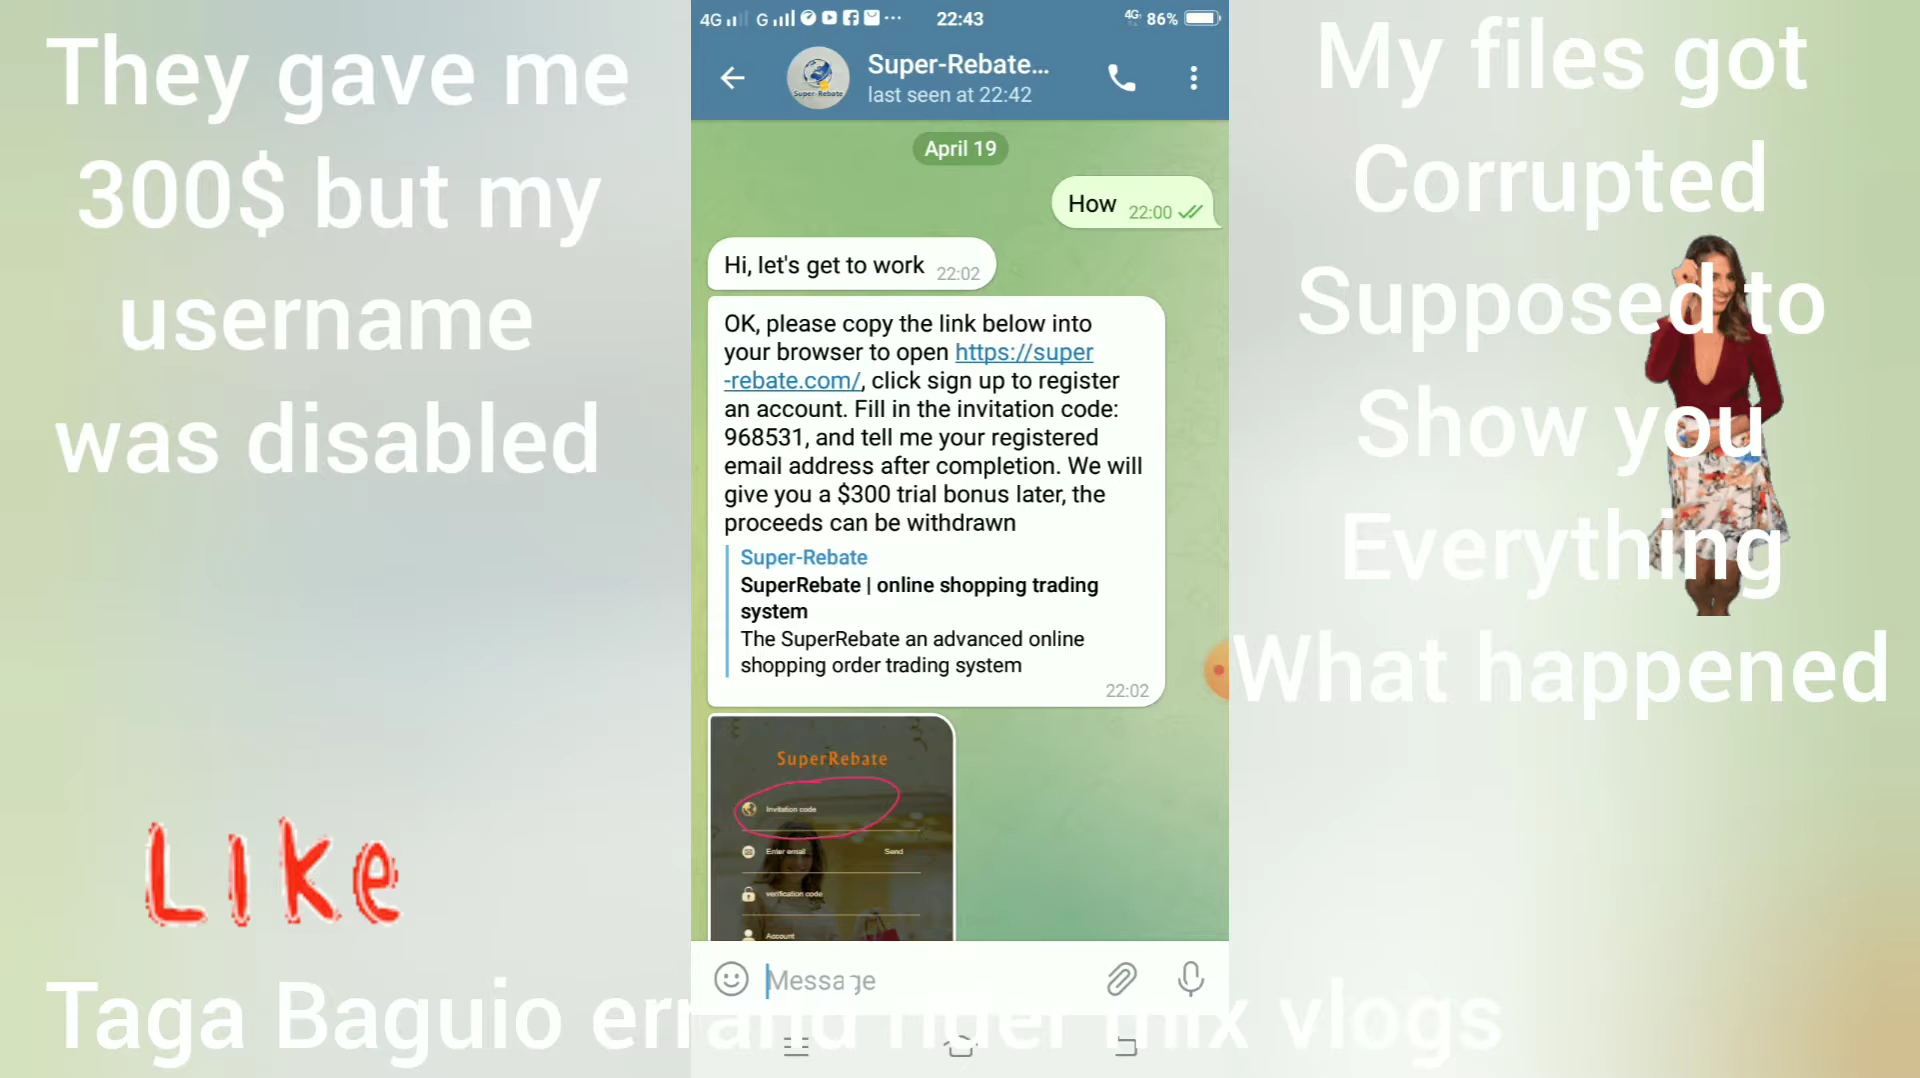 They gave me
300$ but my
username
was disabled
My files got
Corrupted
Supposed to
Show you
Everything
What happened
4G G 22:43 4G 86%
Super-Rebate...
last seen at 22:42
Super-Rebate
April 19
How 22:00
Hi, let's get to work 22:02
OK, please copy the link below into
your browser to open https://super
-rebate.com/, click sign up to register
an account. Fill in the invitation code:
968531, and tell me your registered
email address after completion. We will
give you a $300 trial bonus later, the
proceeds can be withdrawn
Super-Rebate
SuperRebate | online shopping trading
system
The SuperRebate an advanced online
shopping order trading system
22:02
SuperRebate
Invitation code
Enter email Send
verification code
Account
Message
LIke
Taga Baguio errand rider mix vlogs